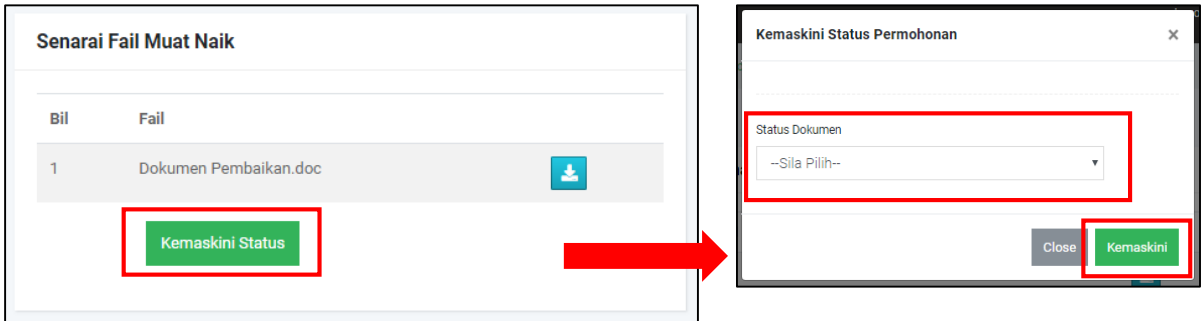 Senarai Fail Muat Naik
Bil Fail
1 Dokumen Pembaikan.doc
Kemaskini Status
Kemaskini Status Permohonan ×
Status Dokumen
--Sila Pilih--
Close Kemaskini